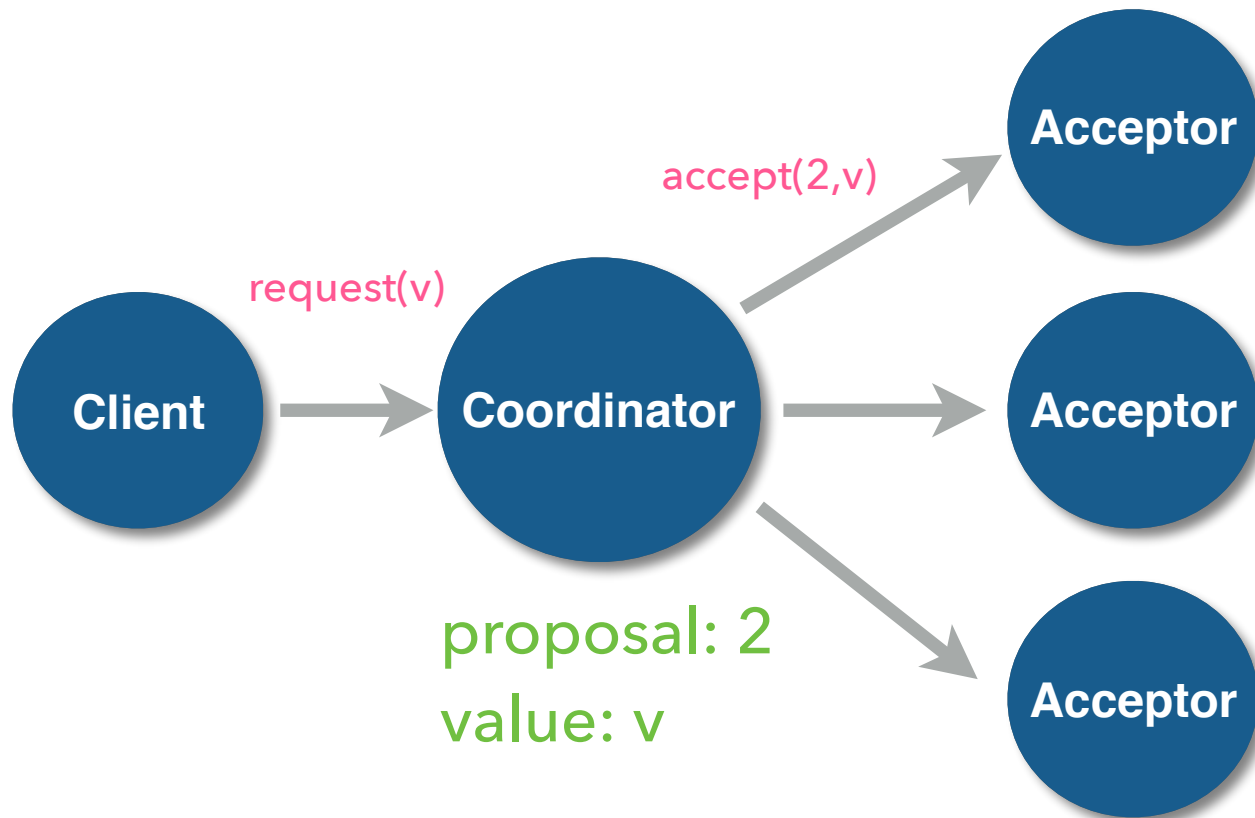 Acceptor
accept(2,v)
request(v)
Client
Coordinator
Acceptor
proposal: 2
value: v
Acceptor